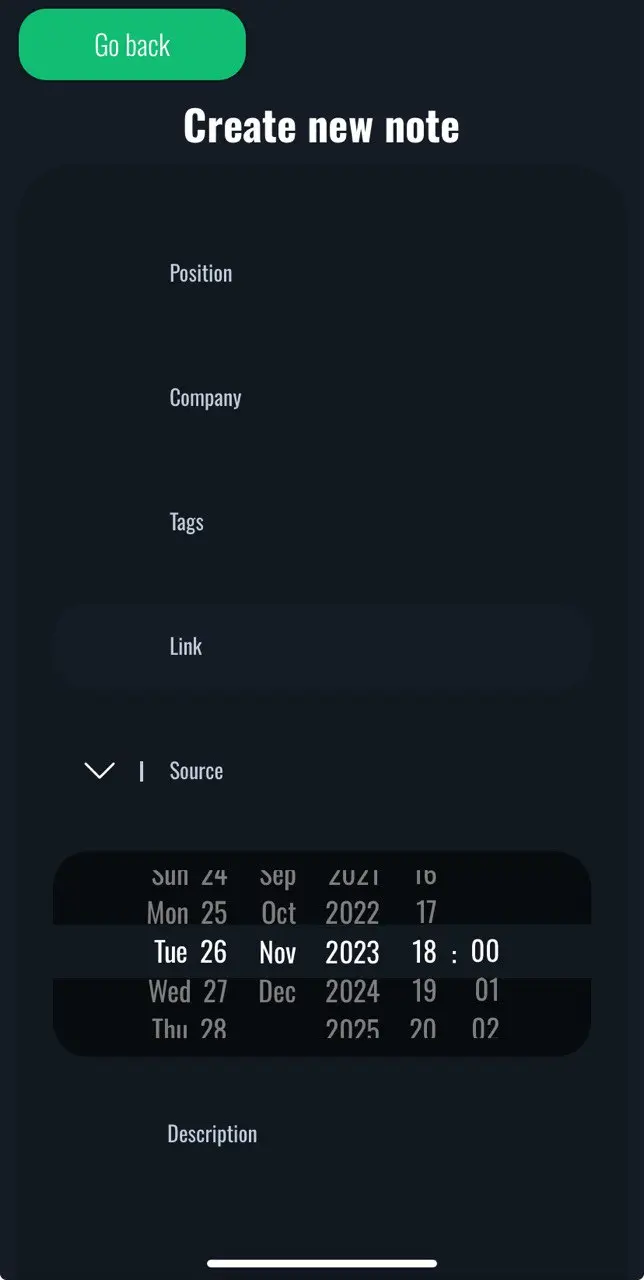 Go back
Create new note
Position
Company
Tags
Link
Source
Sun 24 Sep 2021 16
Mon 25 Oct 2022 17
Tue 26 Nov 2023 18 : 00
Wed 27 Dec 2024 19 01
Thu 28 2025 20 02
Description